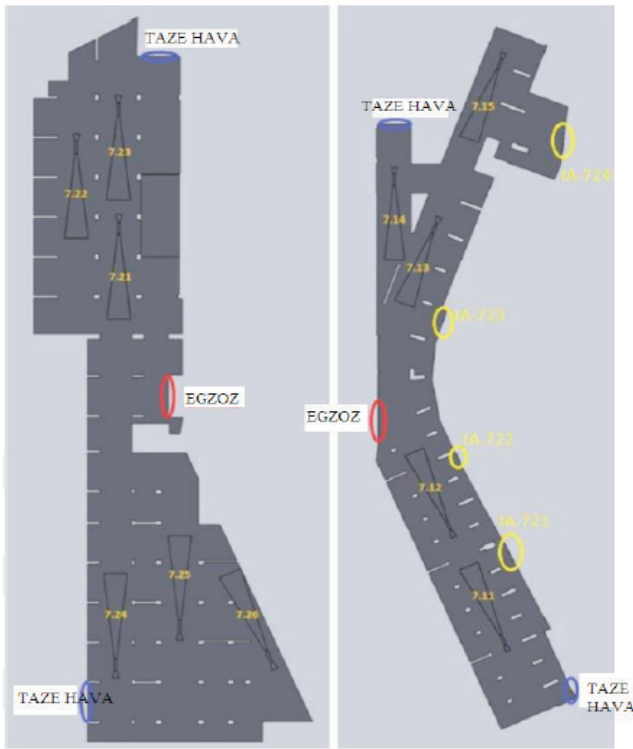 TAZE HAVA
7.23
7.22
7.21
EGZOZ
7.25
7.24
7.26
TAZE HAVA
7.15
TAZE HAVA
JA-724
7.14
7.13
JA-723
EGZOZ
JA-722
7.12
JA-721
7.11
TAZE
HAVA